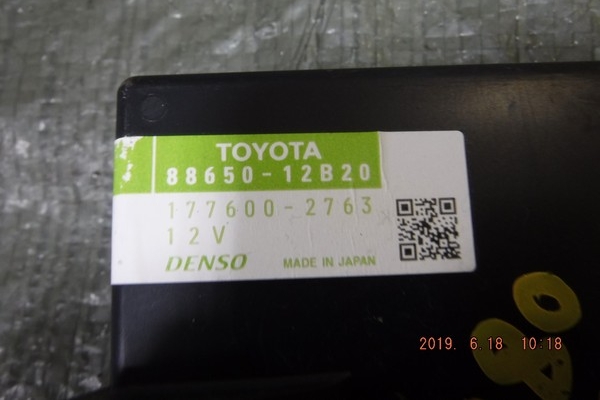 TOYOTA
88650-12B20
177600-2763
12V
DENSO MADE IN JAPAN
2019. 6.18 10:18